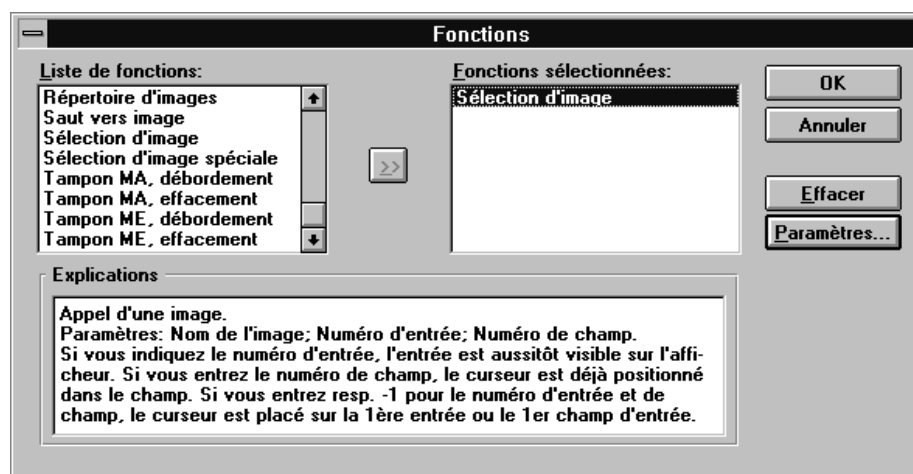 Fonctions
Liste de fonctions:
Répertoire d'images
Saut vers image
Sélection d'image
Sélection d'image spéciale
Tampon MA, débordement
Tampon MA, effacement
Tampon ME, débordement
Tampon ME, effacement
>>
Fonctions sélectionnées:
Sélection d'image
OK
Annuler
Effacer
Paramètres...
Explications
Appel d'une image.
Paramètres: Nom de l'image; Numéro d'entrée; Numéro de champ.
Si vous indiquez le numéro d'entrée, l'entrée est aussitôt visible sur l'affi-
cheur. Si vous entrez le numéro de champ, le curseur est déjà positionné
dans le champ. Si vous entrez resp. -1 pour le numéro d'entrée et de
champ, le curseur est placé sur la 1ère entrée ou le 1er champ d'entrée.